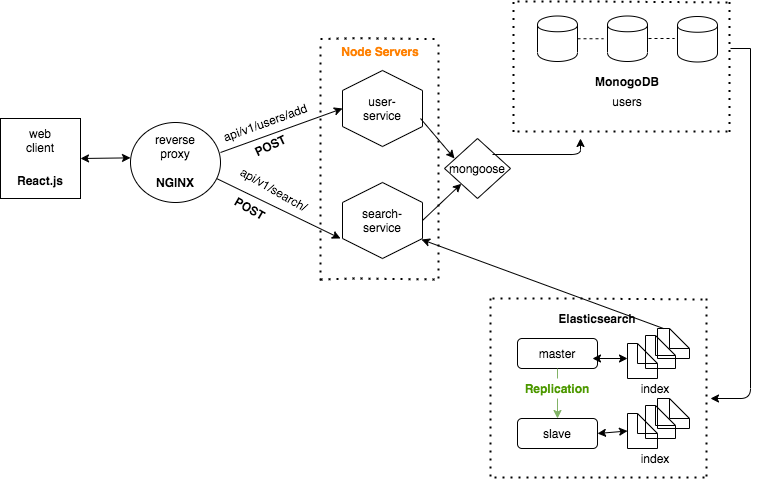 Node Servers
MonogoDB
users
user-
service
api/v1/users/add
POST
web
client
React.js
reverse
proxy
NGINX
mongoose
api/v1/search/
POST
search-
service
Elasticsearch
master
index
Replication
slave
index